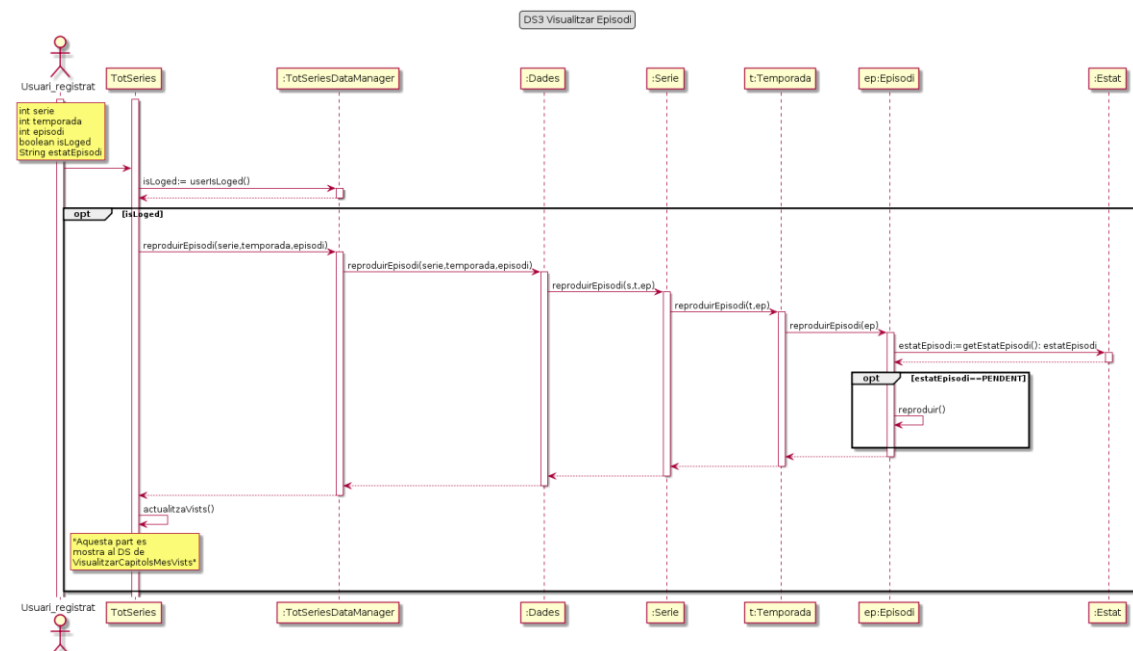 DS3 Visualitzar Episodi
Usuari_registrat
TotSeries
:TotSeriesDataManager
:Dades
:Serie
t:Temporada
ep:Episodi
:Estat
int serie
int temporada
int episodi
boolean isLoged
String estatEpisodi
isLoged:= userIsLoged()
opt
[isLoged]
reproduirEpisodi(serie,temporada,episodi)
reproduirEpisodi(serie,temporada,episodi)
reproduirEpisodi(s,t,ep)
reproduirEpisodi(t,ep)
reproduirEpisodi(ep)
estatEpisodi:=getEstatEpisodi(): estatEpisodi
opt
[estatEpisodi==PENDENT]
reproduir()
actualitzaVists()
*Aquesta part es
mostra al DS de
VisualitzarCapitolsMesVists*
Usuari_registrat
TotSeries
:TotSeriesDataManager
:Dades
:Serie
t:Temporada
ep:Episodi
:Estat